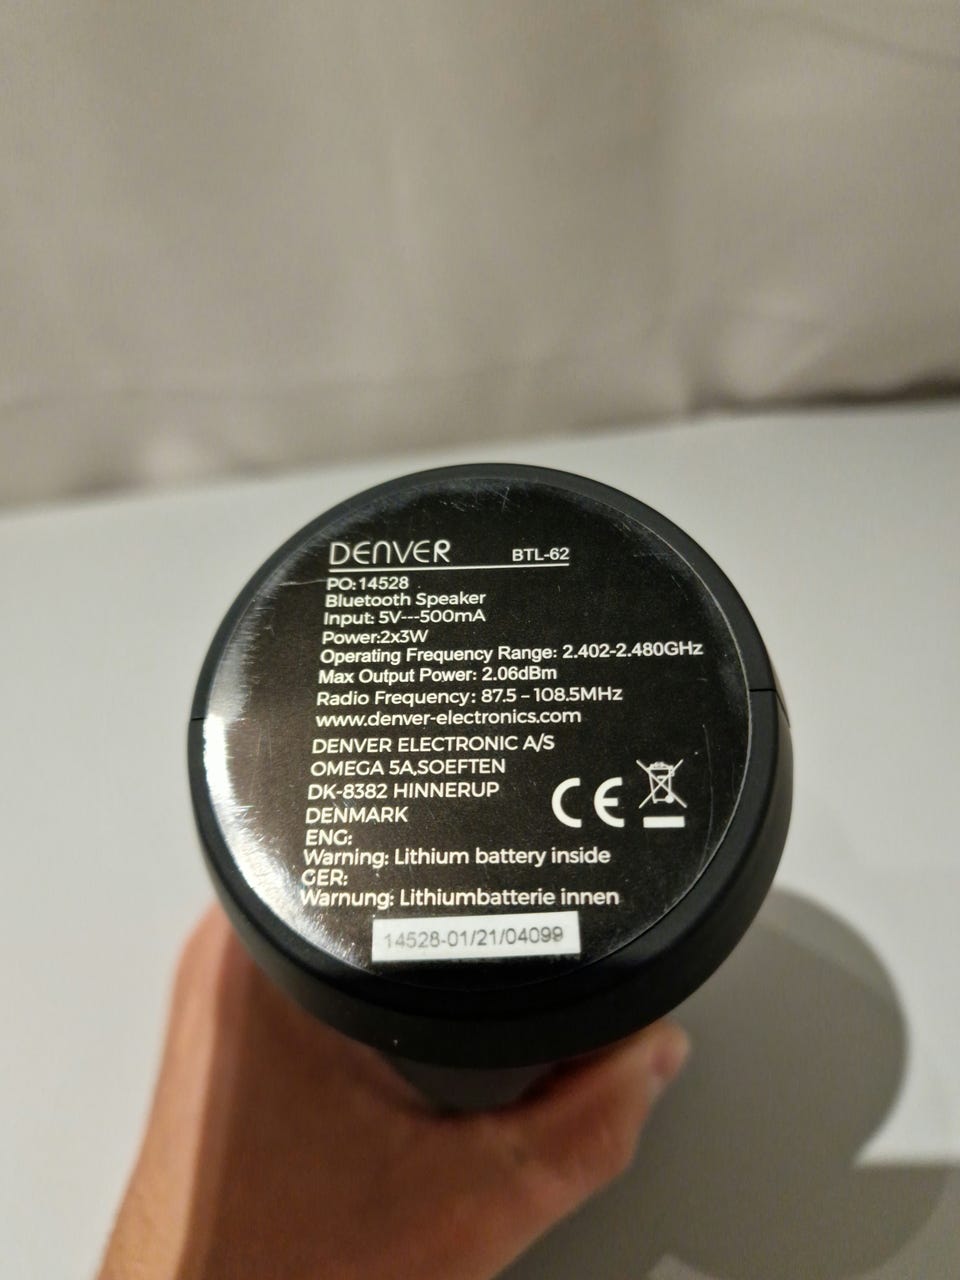 DENVER BTL-62
PO:14528
Bluetooth Speaker
Input: 5V---500mA
Power:2x3W
Operating Frequency Range: 2.402-2.480GHz
Max Output Power: 2.06dBm
Radio Frequency: 87.5 – 108.5MHz
www.denver-electronics.com
DENVER ELECTRONIC A/S
OMEGA 5A,SOEFTEN
DK-8382 HINNERUP
DENMARK
CE
ENG:
Warning: Lithium battery inside
GER:
Warnung: Lithiumbatterie innen
14528-01/21/04099